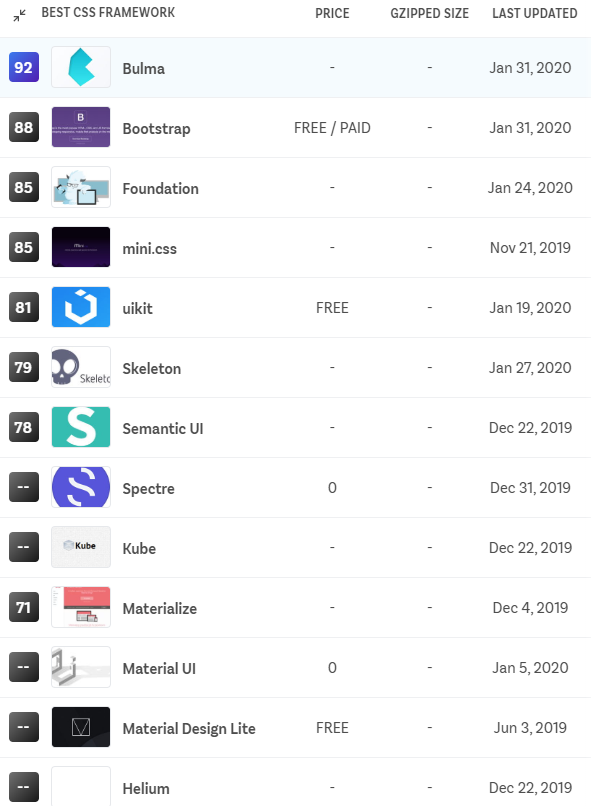 BEST CSS FRAMEWORK PRICE GZIPPED SIZE LAST UPDATED
92 Bulma - - Jan 31, 2020
B
88 Bootstrap FREE / PAID - Jan 31, 2020
85 Foundation - - Jan 24, 2020
85 mini.css - - Nov 21, 2019
81 uikit FREE - Jan 19, 2020
79 Skeleton - - Jan 27, 2020
Skeletc
78 S Semantic UI - - Dec 22, 2019
-- S Spectre 0 - Dec 31, 2019
-- Kube Kube - - Dec 22, 2019
71 Materialize - - Dec 4, 2019
-- Material UI 0 - Jan 5, 2020
-- Material Design Lite FREE - Jun 3, 2019
-- Helium - - Dec 22, 2019